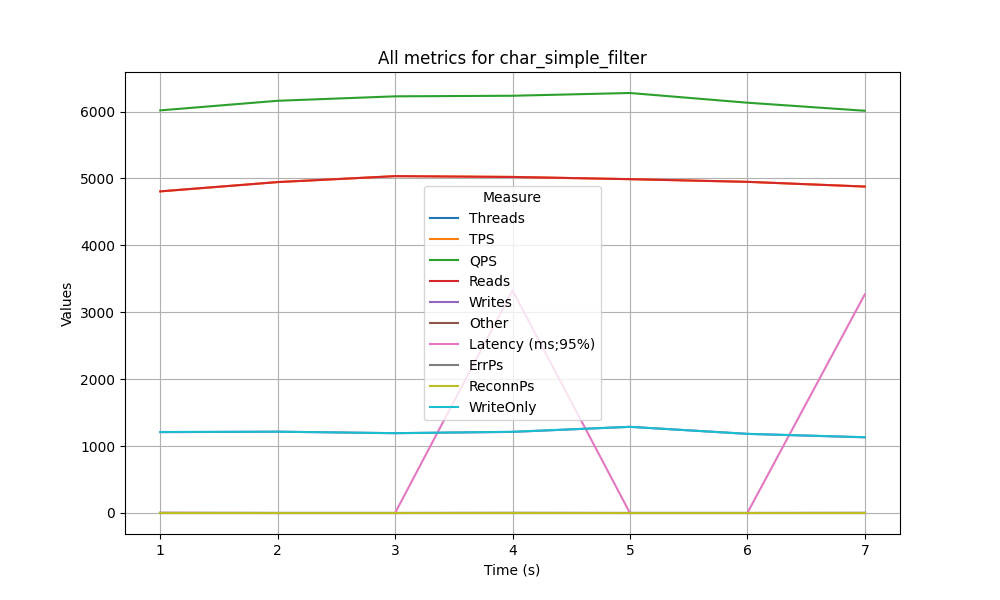 All metrics for char_simple_filter
Values
6000
5000
4000
3000
2000
1000
0
Measure
Threads
TPS
QPS
Reads
Writes
Other
Latency (ms;95%)
ErrPs
ReconnPs
WriteOnly
1 2 3 4 5 6 7
Time (s)